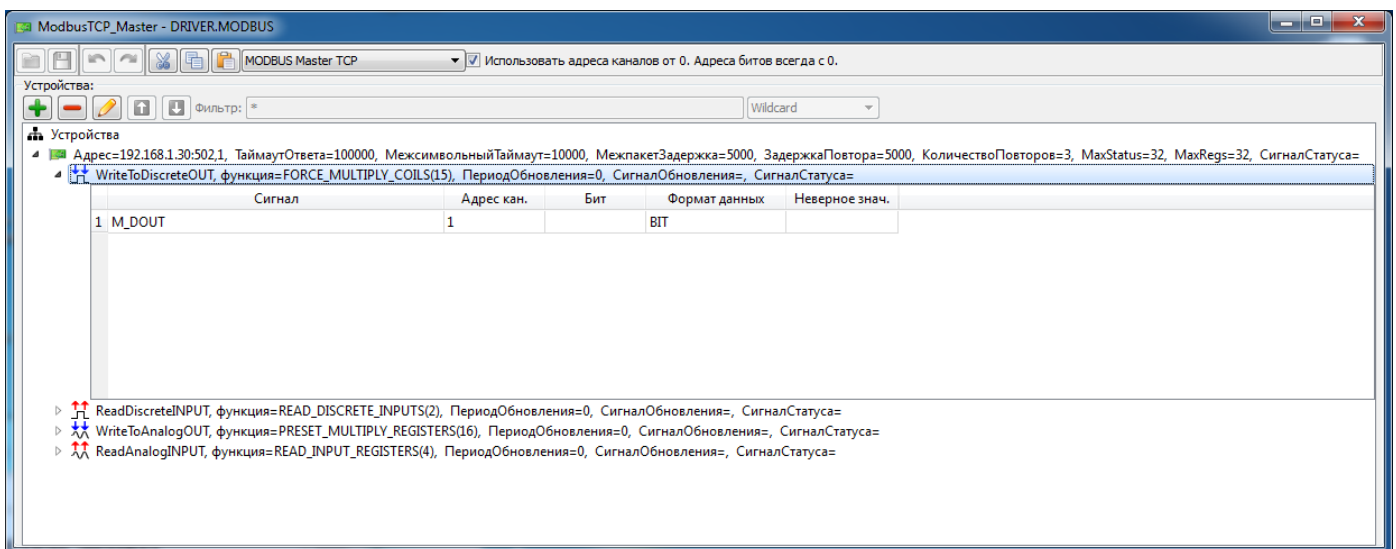 ModbusTCP_Master - DRIVER.MODBUS
MODBUS Master TCP Использовать адреса каналов от 0. Адреса битов всегда с 0.
Устройства:
Фильтр: * Wildcard
Устройства
Адрес=192.168.1.30:502,1, ТаймаутОтвета=100000, МежсимвольныйТаймаут=10000, МежпакетЗадержка=5000, ЗадержкаПовтора=5000, КоличествоПовторов=3, MaxStatus=32, MaxRegs=32, СигналСтатуса=
WriteToDiscreteOUT, функция=FORCE_MULTIPLY_COILS(15), ПериодОбновления=0, СигналОбновления=, СигналСтатуса=
Сигнал Адрес кан. Бит Формат данных Неверное знач.
1 M_DOUT 1 BIT
ReadDiscreteINPUT, функция=READ_DISCRETE_INPUTS(2), ПериодОбновления=0, СигналОбновления=, СигналСтатуса=
WriteToAnalogOUT, функция=PRESET_MULTIPLY_REGISTERS(16), ПериодОбновления=0, СигналОбновления=, СигналСтатуса=
ReadAnalogINPUT, функция=READ_INPUT_REGISTERS(4), ПериодОбновления=0, СигналОбновления=, СигналСтатуса=